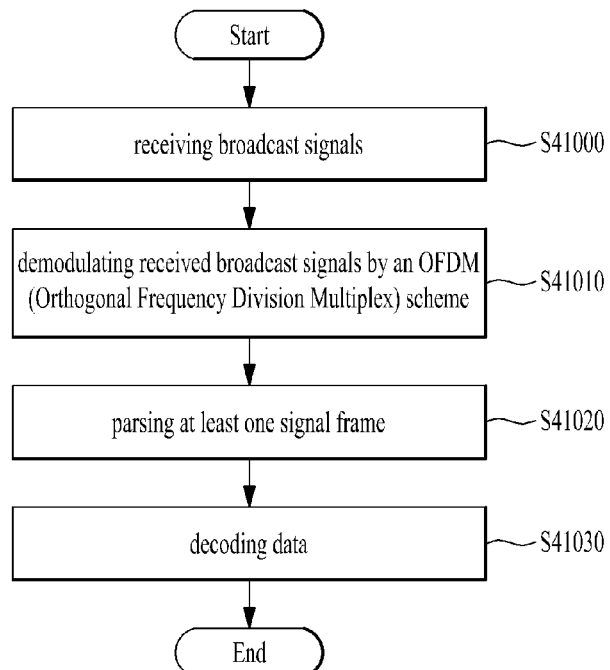 Start
receiving broadcast signals
S41000
demodulating received broadcast signals by an OFDM
(Orthogonal Frequency Division Multiplex) scheme
S41010
parsing at least one signal frame
S41020
decoding data
S41030
End